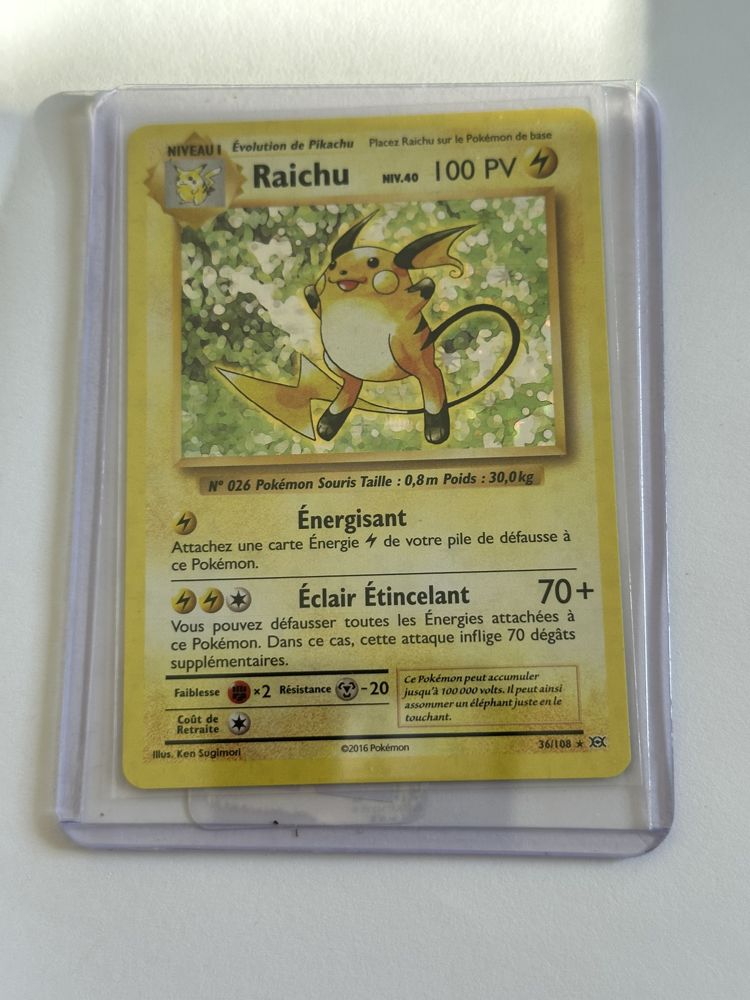 NIVEAU 1 Évolution de Pikachu Placez Raichu sur le Pokémon de base
Raichu NIV.40 100 PV
N° 026 Pokémon Souris Taille : 0,8 m Poids : 30,0 kg
Énergisant
Attachez une carte Énergie de votre pile de défausse à
ce Pokémon.
Éclair Étincelant 70+
Vous pouvez défausser toutes les Énergies attachées à
ce Pokémon. Dans ce cas, cette attaque inflige 70 dégâts
supplémentaires.
Faiblesse ×2 Résistance -20
Coût de
Retraite
Ce Pokémon peut accumuler
jusqu'à 100 000 volts. Il peut ainsi
assommer un éléphant juste en le
touchant.
Illus. Ken Sugimori ©2016 Pokémon 36/108 ★